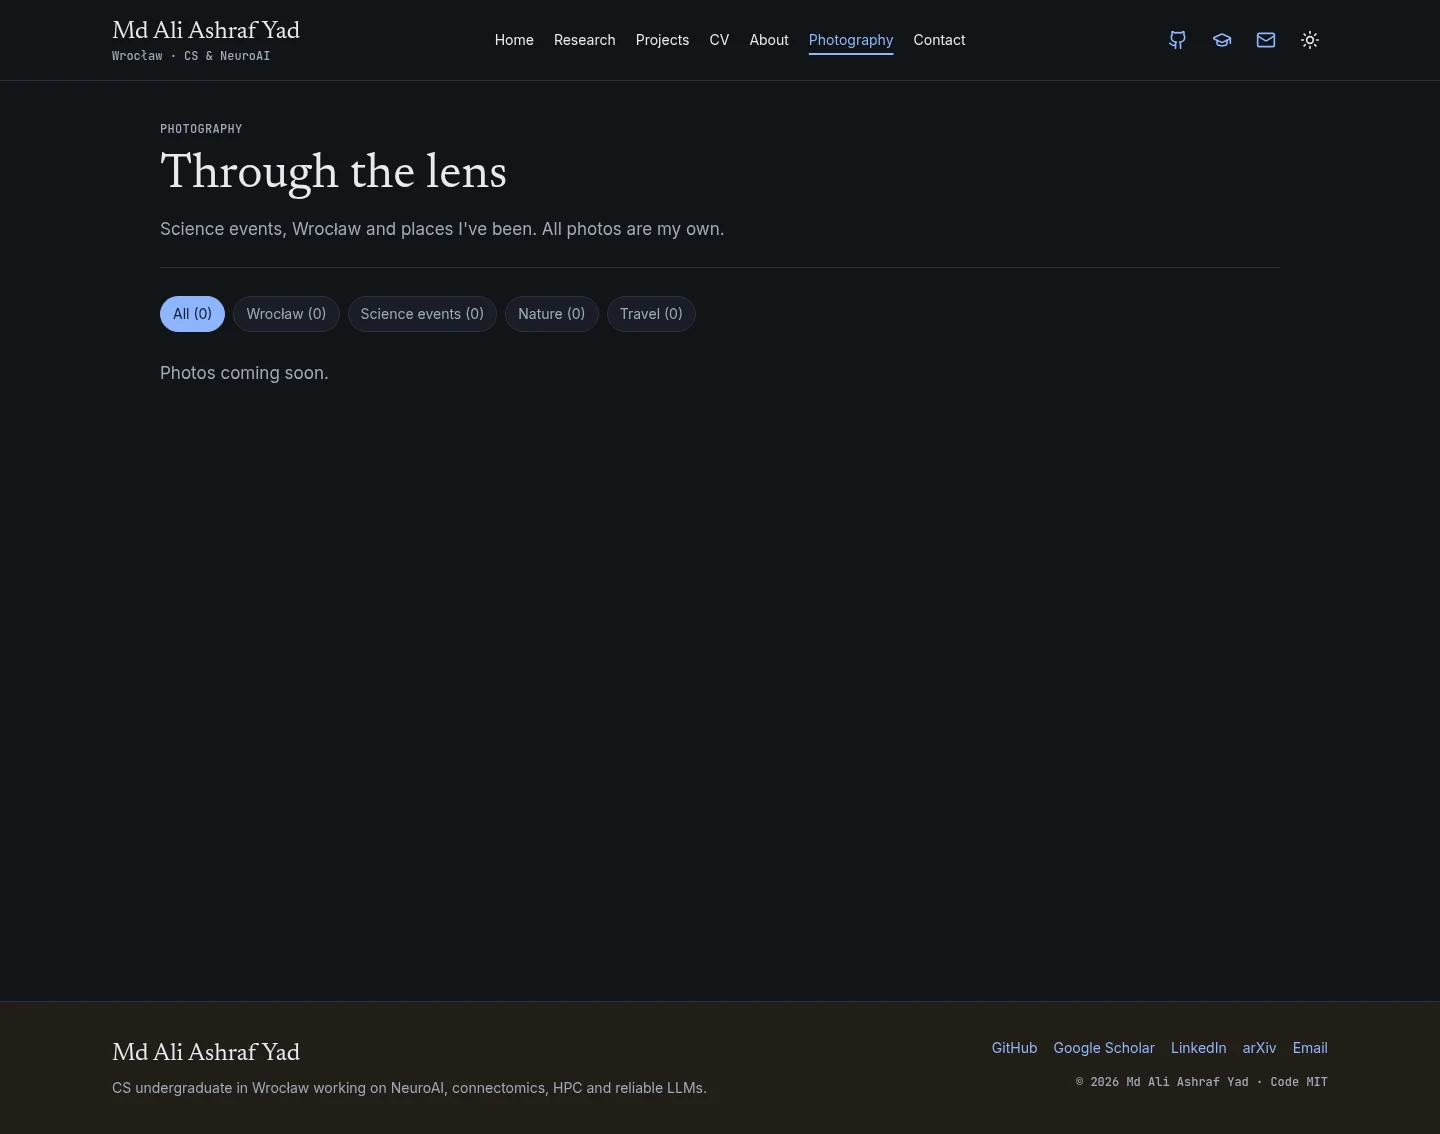 Md Ali Ashraf Yad
Wrocław · CS & NeuroAI
Home Research Projects CV About Photography Contact
PHOTOGRAPHY
Through the lens
Science events, Wrocław and places I've been. All photos are my own.
All (0) Wrocław (0) Science events (0) Nature (0) Travel (0)
Photos coming soon.
Md Ali Ashraf Yad
CS undergraduate in Wrocław working on NeuroAI, connectomics, HPC and reliable LLMs.
GitHub Google Scholar LinkedIn arXiv Email
© 2026 Md Ali Ashraf Yad · Code MIT